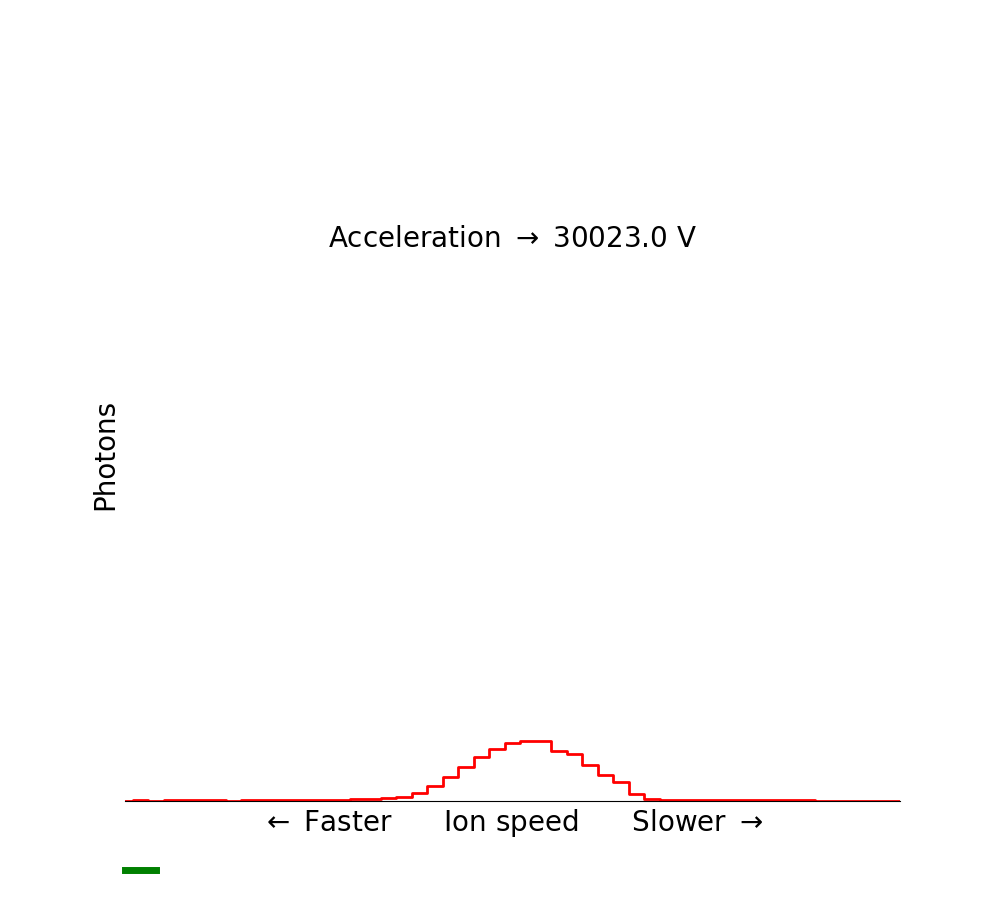 Acceleration → 30023.0 V
Photons
← Faster Ion speed Slower →